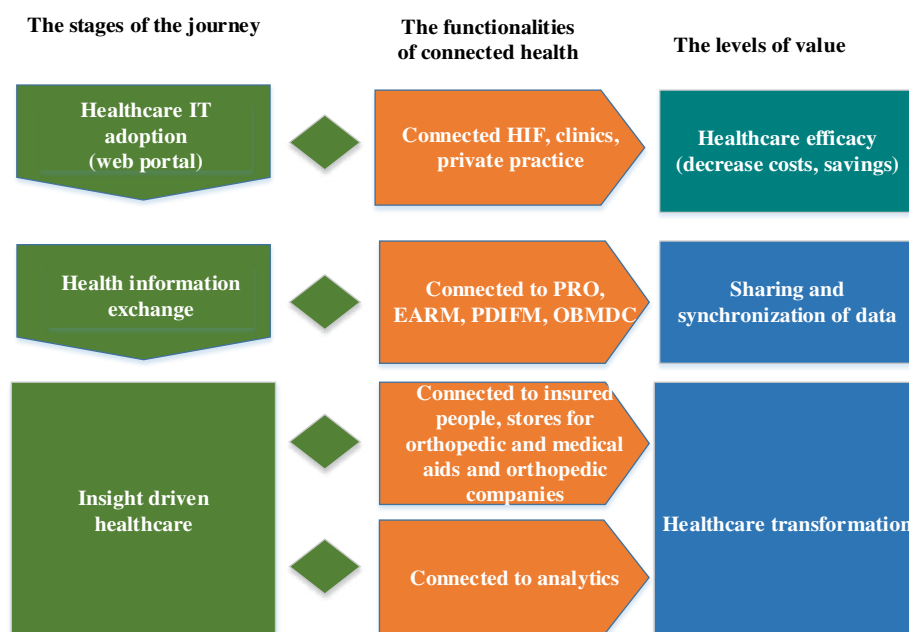 The stages of the journey
The functionalities
of connected health
The levels of value
Healthcare IT
adoption
(web portal)
Connected HIF, clinics,
private practice
Healthcare efficacy
(decrease costs, savings)
Health information
exchange
Connected to PRO,
EARM, PDIFM, OBMDC
Sharing and
synchronization of data
Insight driven
healthcare
Connected to insured
people, stores for
orthopedic and medical
aids and orthopedic
companies
Connected to analytics
Healthcare transformation